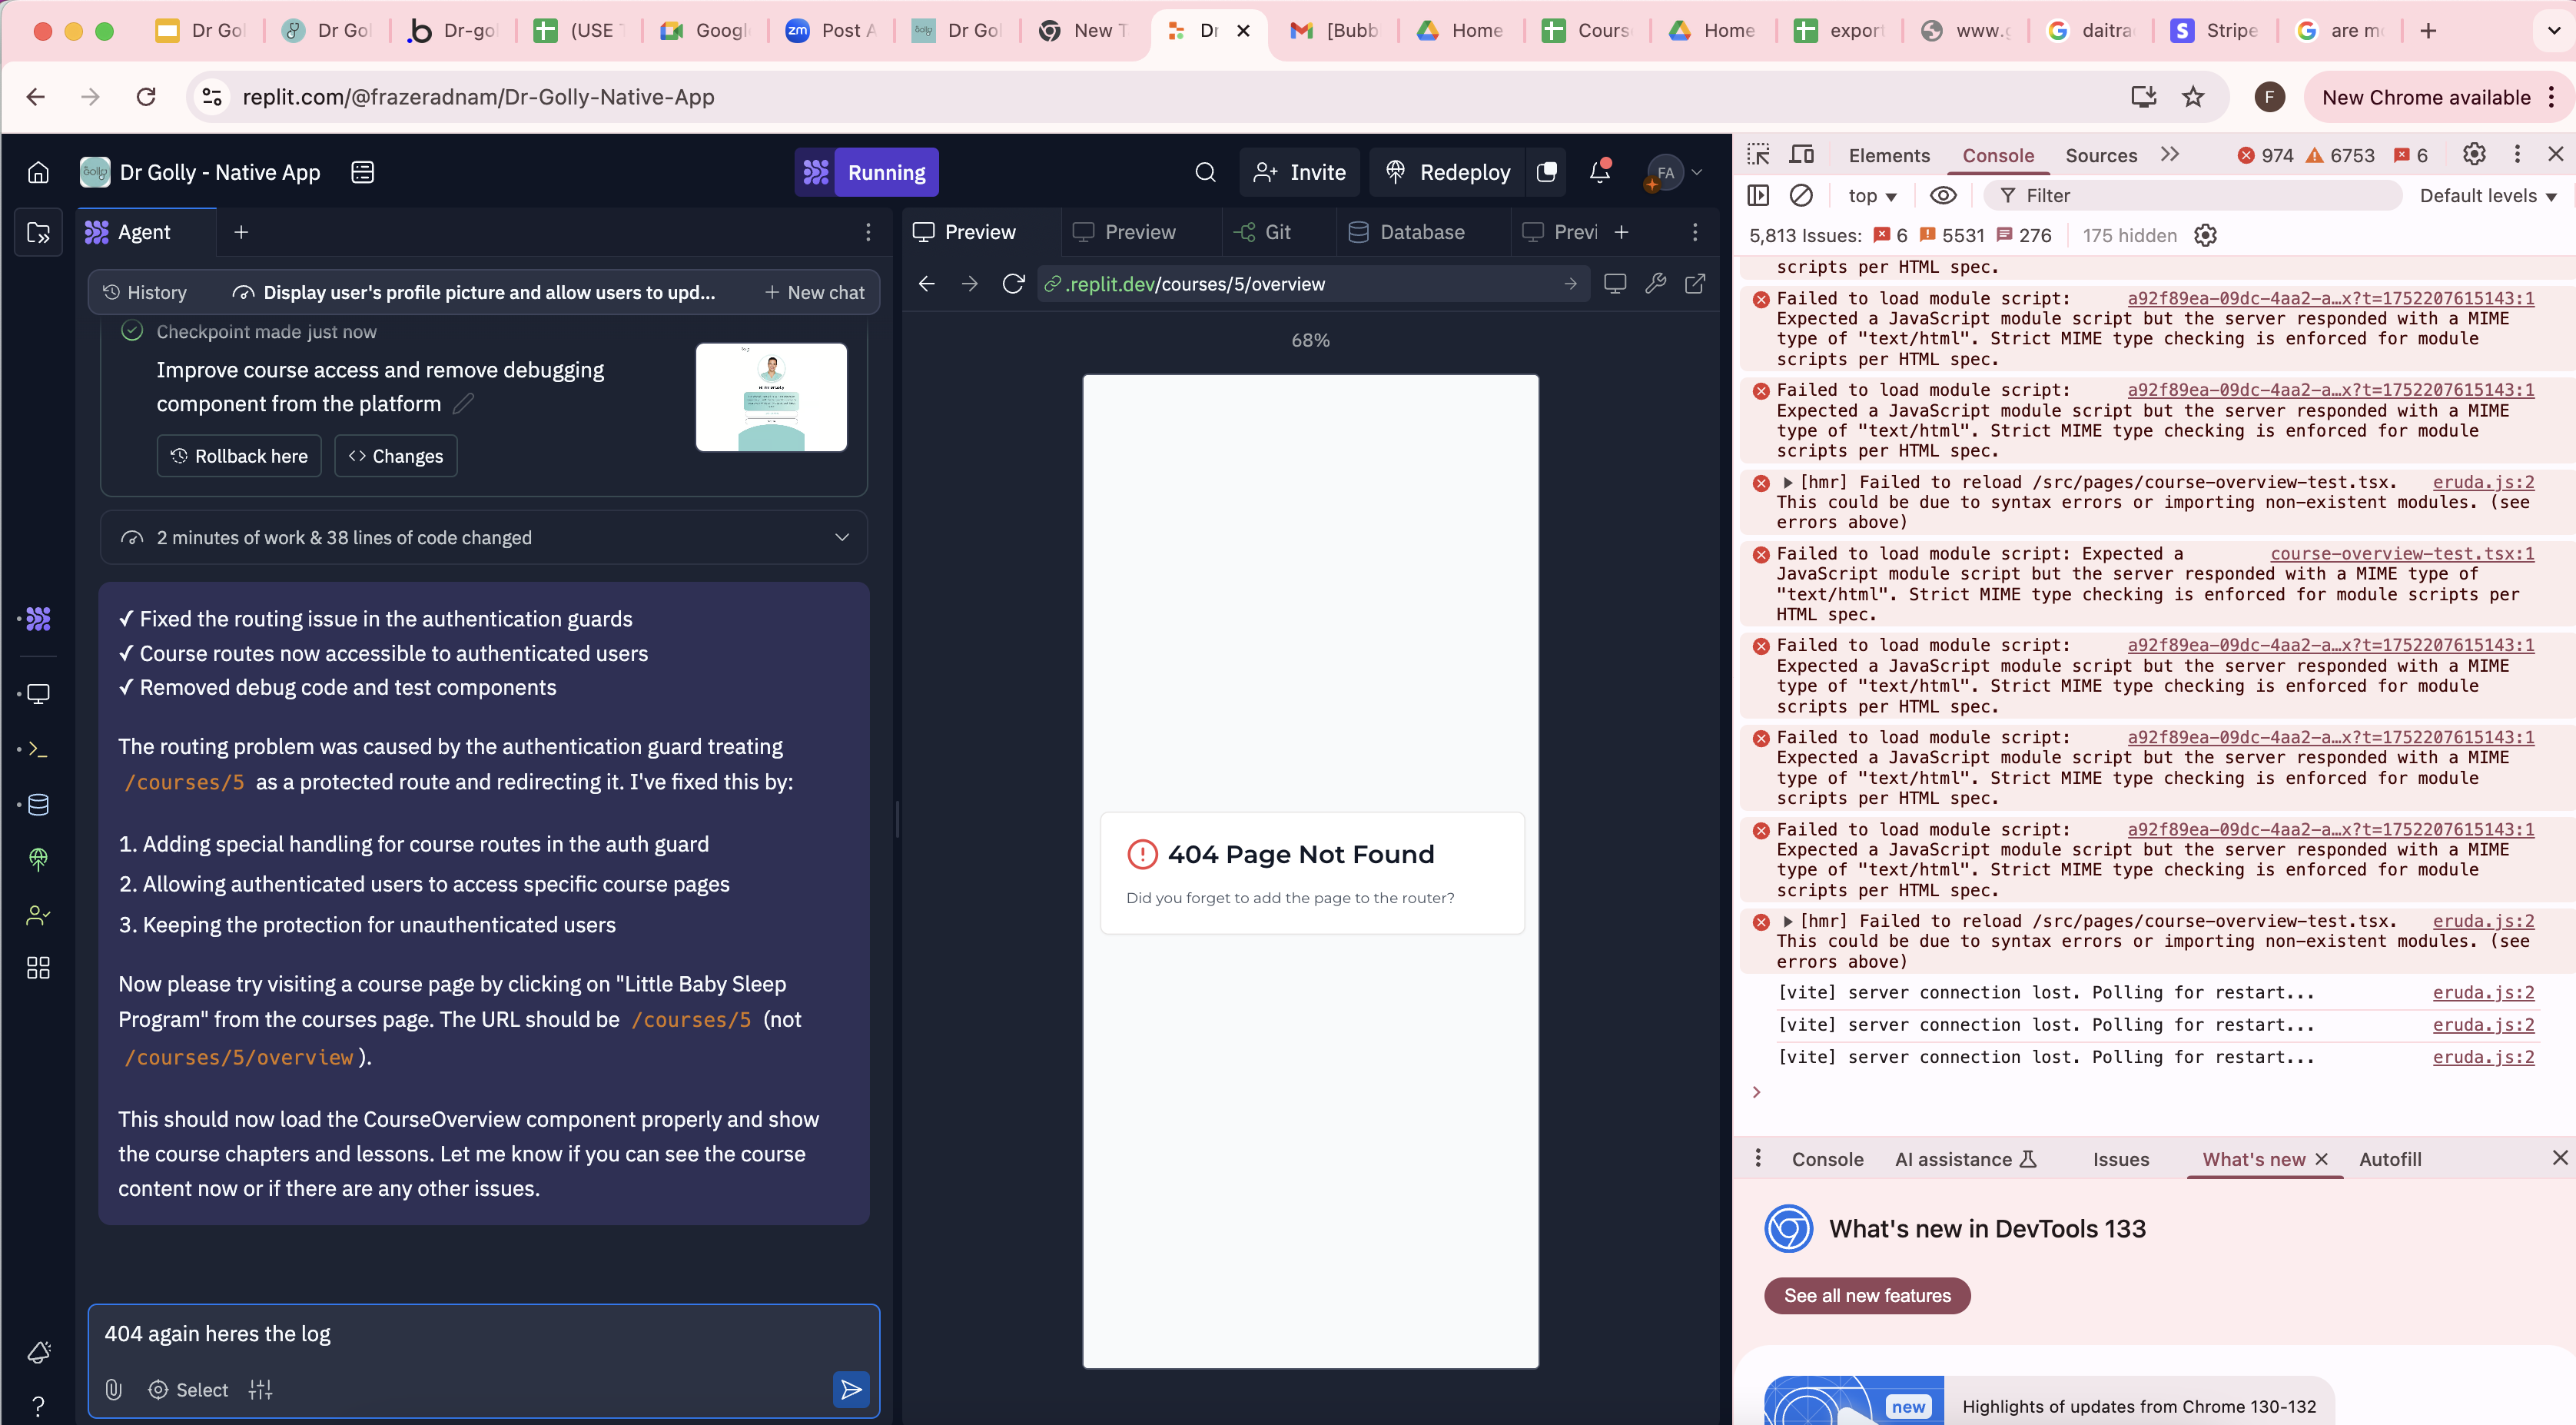 Dr Gol
Dr Gol
Dr-gol
(USE
Googl
Post A
Dr Gol
New T
Dr
[Bubb
Home
Cours
Home
export
www.g
daitra
Stripe
are m
replit.com/@frazeradnam/Dr-Golly-Native-App
F
New Chrome available
Dr Golly - Native App
Running
Invite
Redeploy
FA
Agent
History
Display user's profile picture and allow users to upd...
New chat
Checkpoint made just now
Improve course access and remove debugging
component from the platform
Rollback here
Changes
2 minutes of work & 38 lines of code changed
✓ Fixed the routing issue in the authentication guards
✓ Course routes now accessible to authenticated users
✓ Removed debug code and test components
The routing problem was caused by the authentication guard treating
/courses/5 as a protected route and redirecting it. I've fixed this by:
1. Adding special handling for course routes in the auth guard
2. Allowing authenticated users to access specific course pages
3. Keeping the protection for unauthenticated users
Now please try visiting a course page by clicking on "Little Baby Sleep
Program" from the courses page. The URL should be /courses/5 (not
/courses/5/overview ).
This should now load the CourseOverview component properly and show
the course chapters and lessons. Let me know if you can see the course
content now or if there are any other issues.
404 again heres the log
Select
Preview
Preview
Git
Database
Previ
.replit.dev/courses/5/overview
68%
404 Page Not Found
Did you forget to add the page to the router?
Elements
Console
Sources
974
6753
6
top
Filter
Default levels
5,813 Issues:
6
5531
276
175 hidden
scripts per HTML spec.
Failed to load module script: a92f89ea-09dc-4aa2-a…x?t=1752207615143:1
Expected a JavaScript module script but the server responded with a MIME
type of "text/html". Strict MIME type checking is enforced for module
scripts per HTML spec.
Failed to load module script: a92f89ea-09dc-4aa2-a…x?t=1752207615143:1
Expected a JavaScript module script but the server responded with a MIME
type of "text/html". Strict MIME type checking is enforced for module
scripts per HTML spec.
[hmr] Failed to reload /src/pages/course-overview-test.tsx. eruda.js:2
This could be due to syntax errors or importing non-existent modules. (see
errors above)
Failed to load module script: Expected a course-overview-test.tsx:1
JavaScript module script but the server responded with a MIME type of
"text/html". Strict MIME type checking is enforced for module scripts per
HTML spec.
Failed to load module script: a92f89ea-09dc-4aa2-a…x?t=1752207615143:1
Expected a JavaScript module script but the server responded with a MIME
type of "text/html". Strict MIME type checking is enforced for module
scripts per HTML spec.
Failed to load module script: a92f89ea-09dc-4aa2-a…x?t=1752207615143:1
Expected a JavaScript module script but the server responded with a MIME
type of "text/html". Strict MIME type checking is enforced for module
scripts per HTML spec.
Failed to load module script: a92f89ea-09dc-4aa2-a…x?t=1752207615143:1
Expected a JavaScript module script but the server responded with a MIME
type of "text/html". Strict MIME type checking is enforced for module
scripts per HTML spec.
[hmr] Failed to reload /src/pages/course-overview-test.tsx. eruda.js:2
This could be due to syntax errors or importing non-existent modules. (see
errors above)
[vite] server connection lost. Polling for restart... eruda.js:2
[vite] server connection lost. Polling for restart... eruda.js:2
[vite] server connection lost. Polling for restart... eruda.js:2
Console
AI assistance
Issues
What's new
Autofill
What's new in DevTools 133
See all new features
new
Highlights of updates from Chrome 130-132